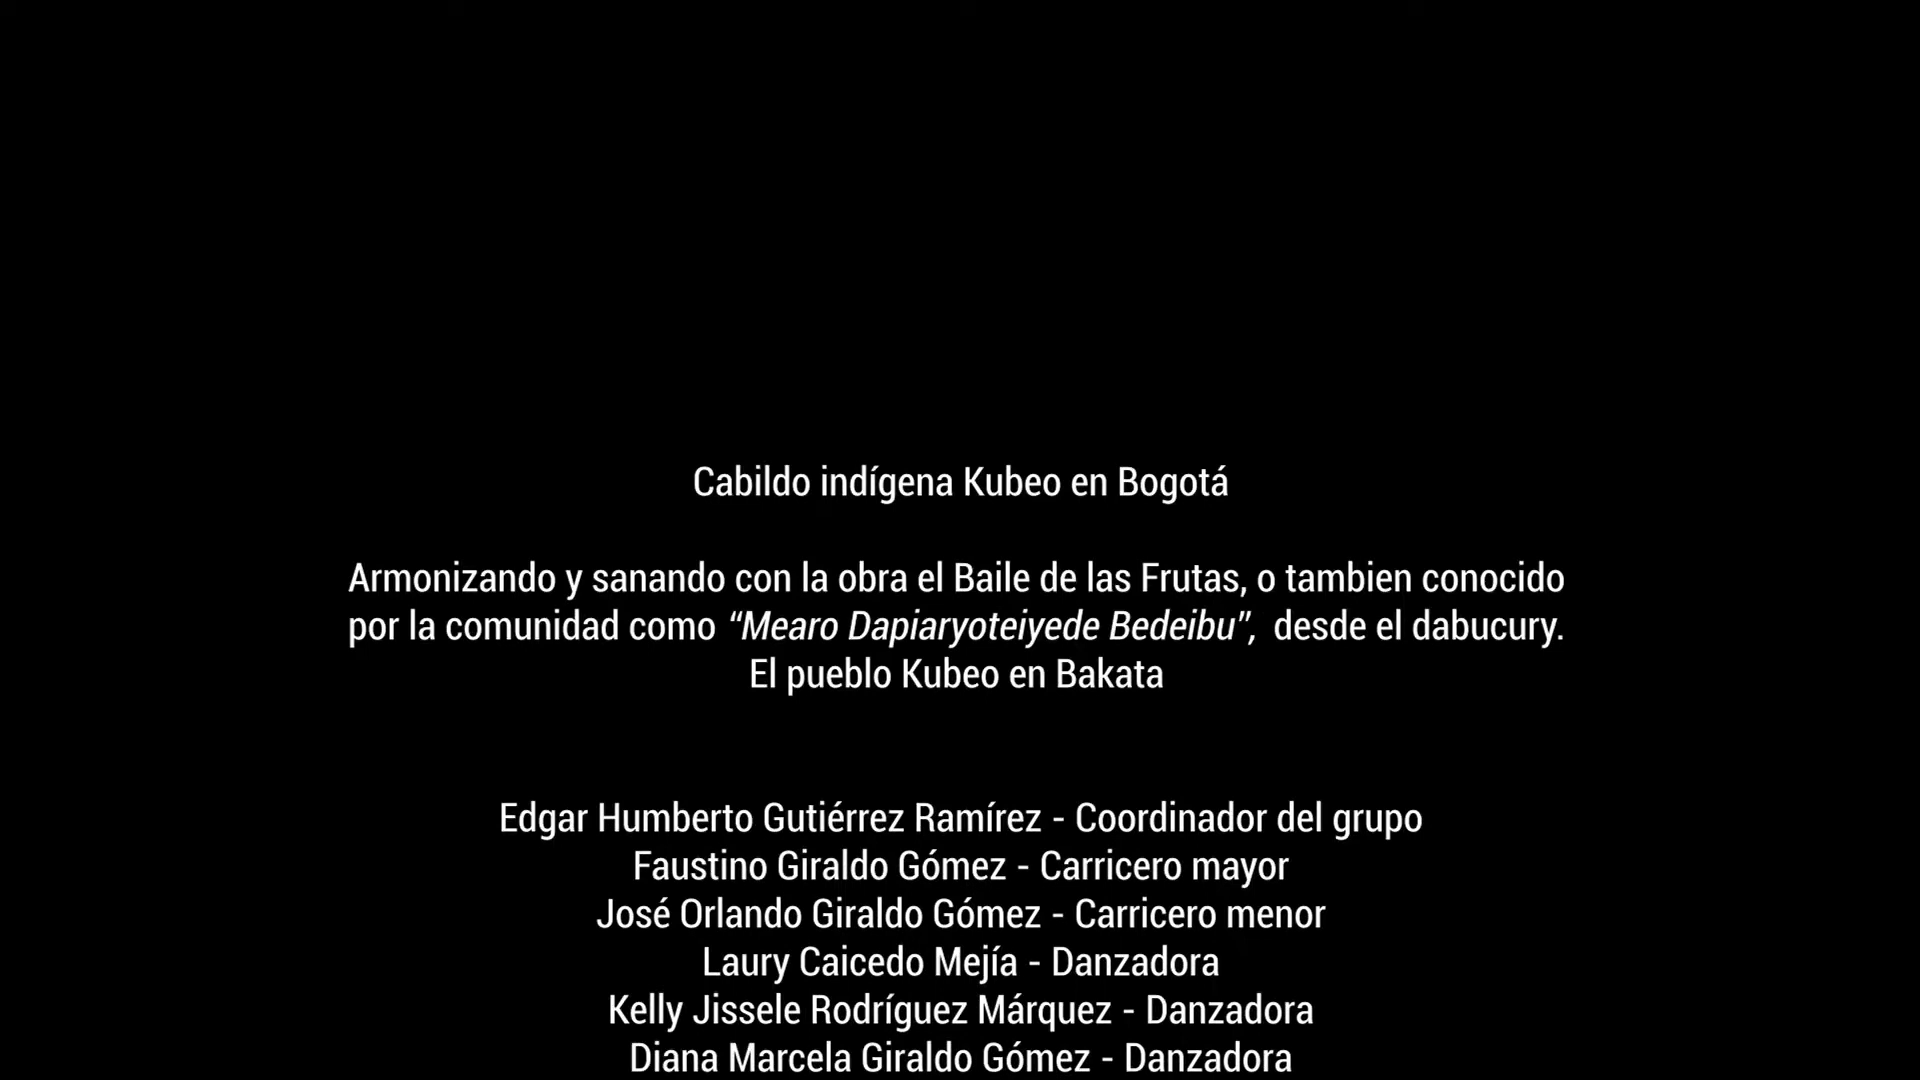 Cabildo indígena Kubeo en Bogotá
Armonizando y sanando con la obra el Baile de las Frutas, o tambien conocido
por la comunidad como “Mearo Dapiaryoteiyede Bedeibu”, desde el dabucury.
El pueblo Kubeo en Bakata
Edgar Humberto Gutiérrez Ramírez - Coordinador del grupo
Faustino Giraldo Gómez - Carricero mayor
José Orlando Giraldo Gómez - Carricero menor
Laury Caicedo Mejía - Danzadora
Kelly Jissele Rodríguez Márquez - Danzadora
Diana Marcela Giraldo Gómez - Danzadora